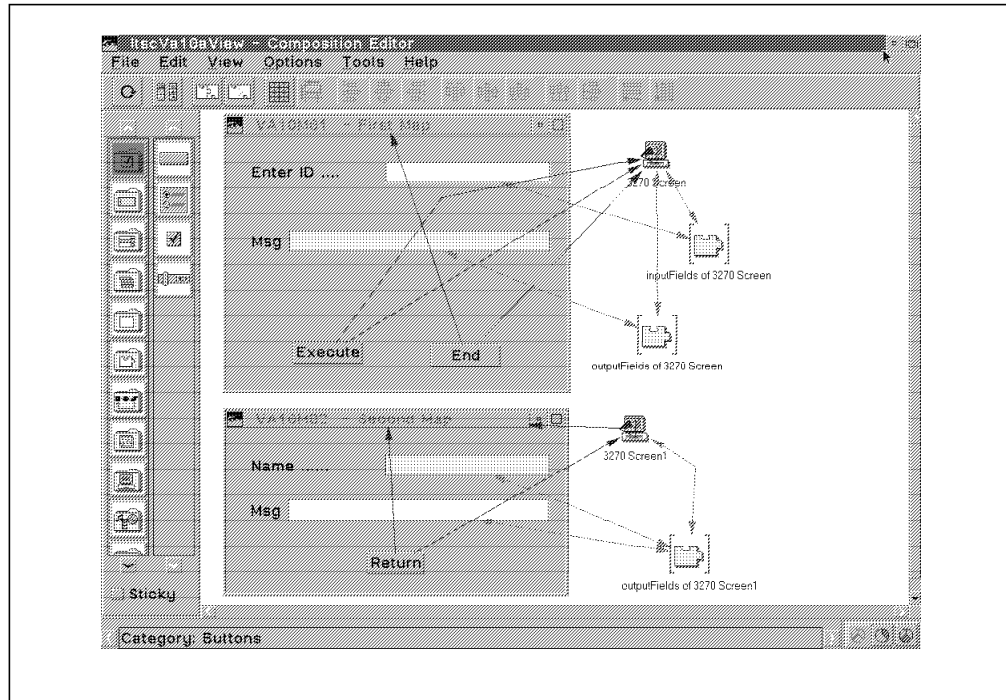 ItscVa10aView - Composition Editor
File Edit View Options Tools Help
VA10M01 - First Map
Enter ID ....
3270 Screen
Msg
inputFields of 3270 Screen
Execute
End
outputFields of 3270 Screen
VA10M02 - Second Map
3270 Screen1
Name ......
Msg
Return
outputFields of 3270 Screen1
Sticky
Category: Buttons